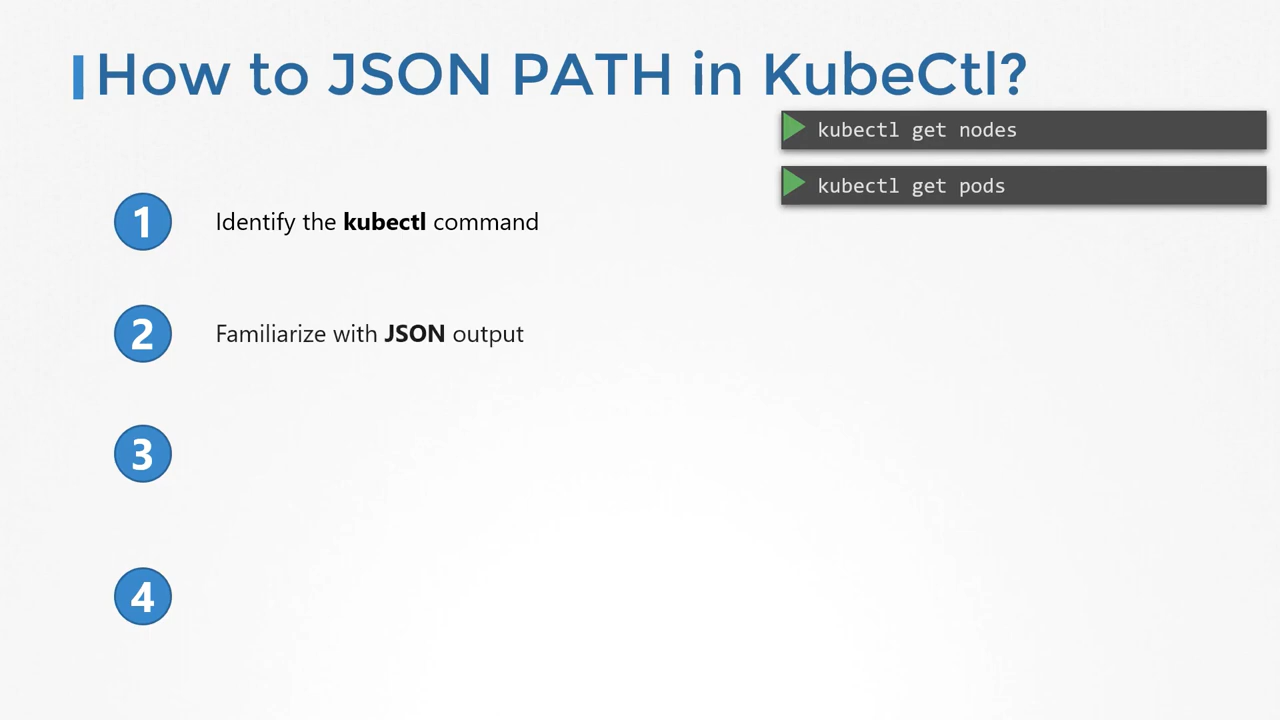 How to JSON PATH in KubeCtl?
kubectl get nodes
kubectl get pods
1 Identify the kubectl command
2 Familiarize with JSON output
3
4